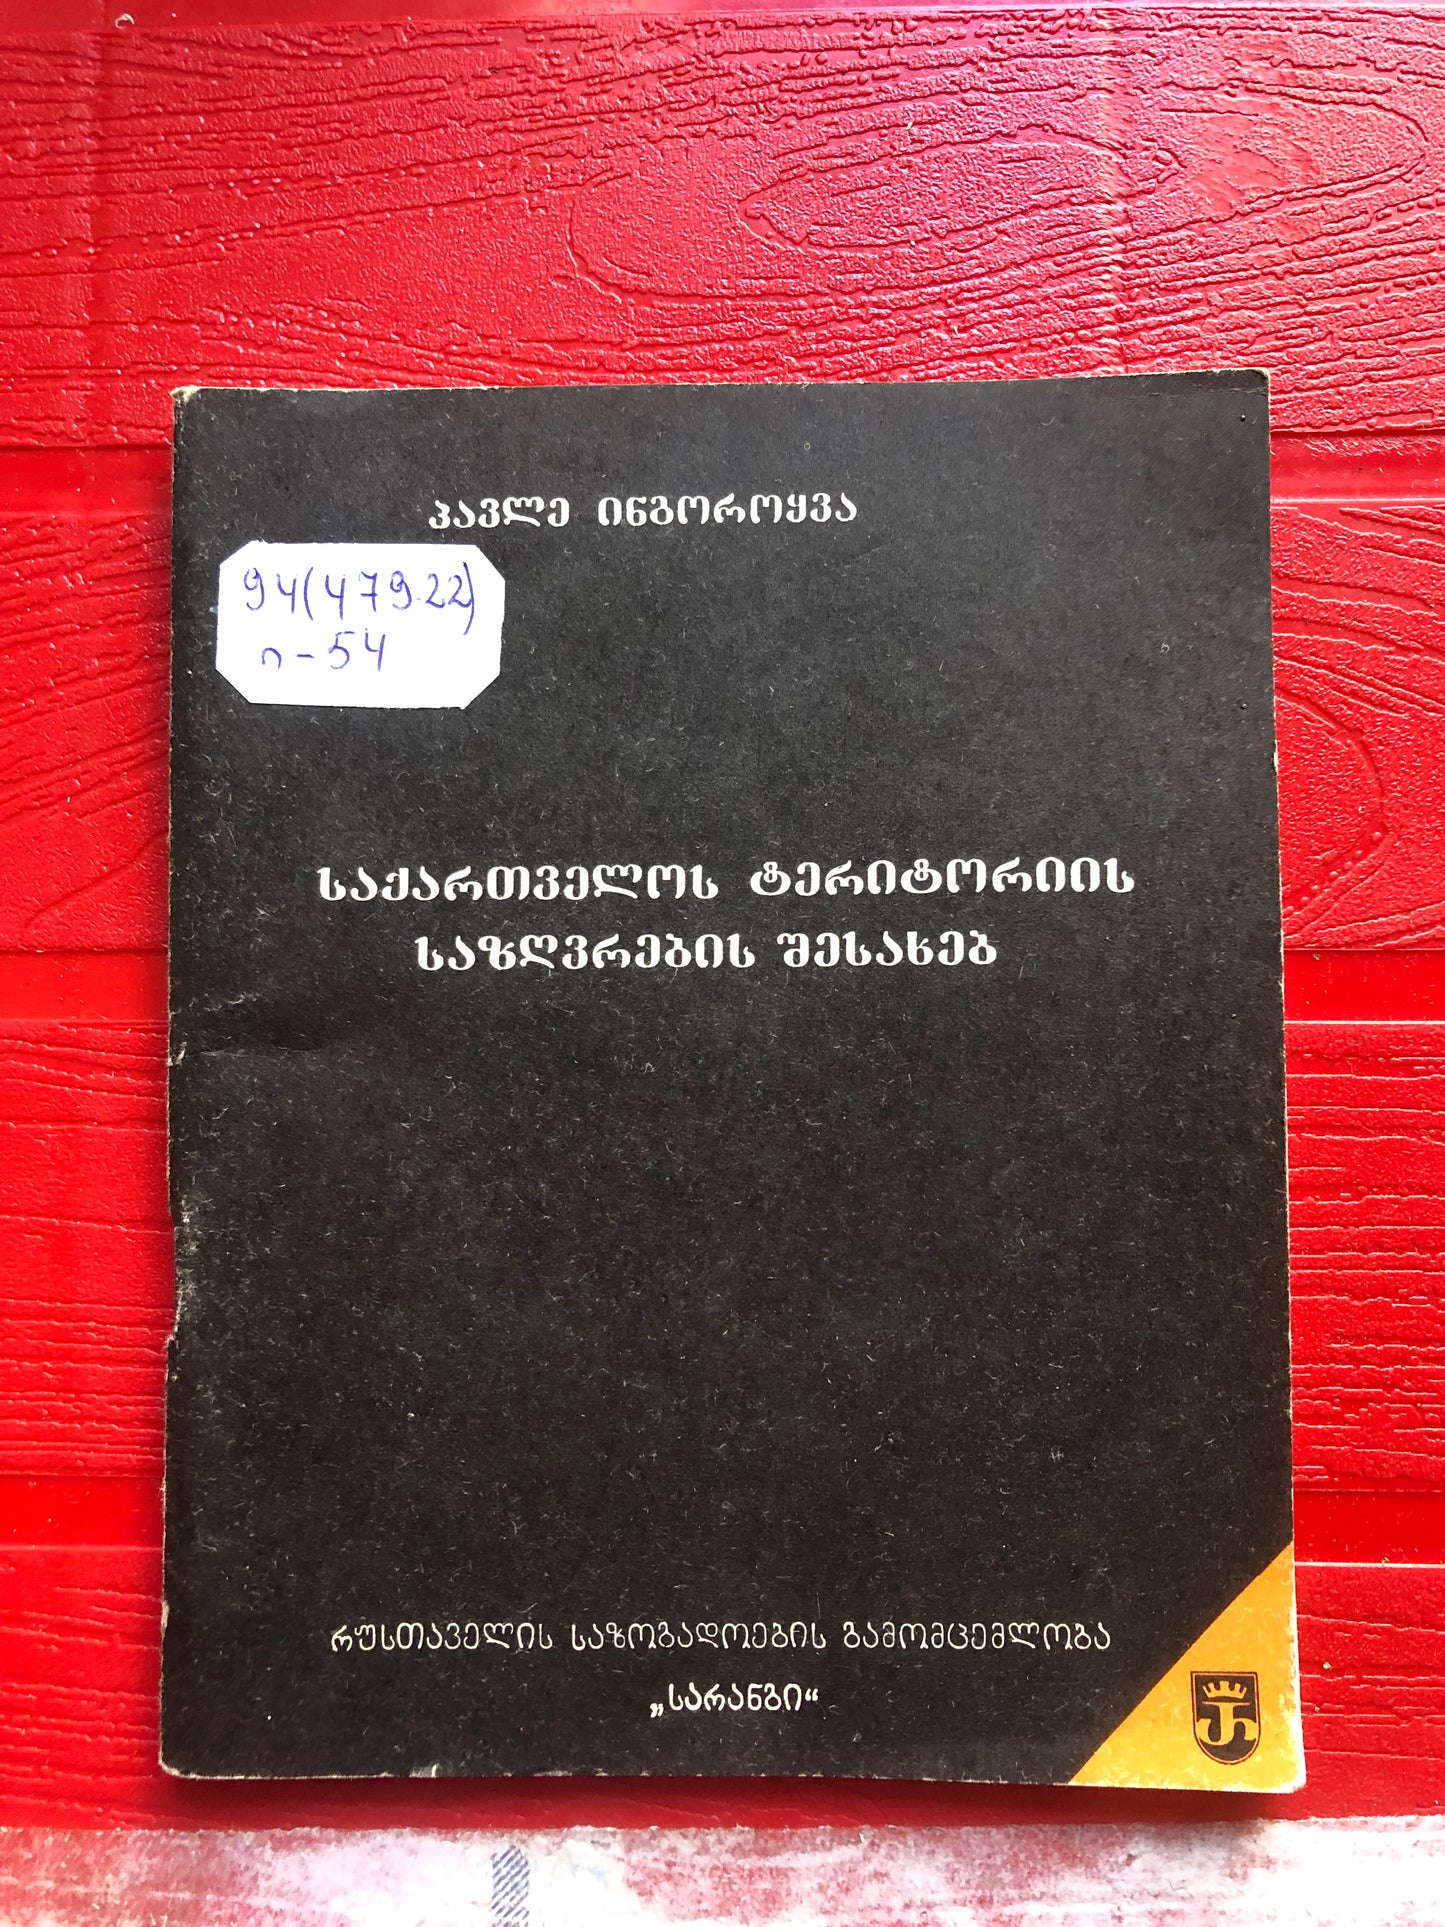 პავლე ინგოროყვა
94(479.22)
ი-54
საქართველოს ტერიტორიის
საზღვრების შესახებ
რუსთაველის საზოგადოების გამომცემლობა
„სარანგი“